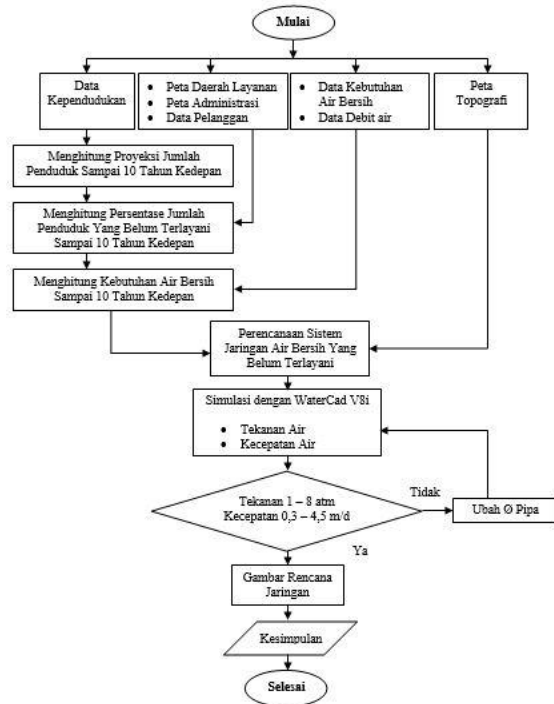 Mulai
Data
Kependudukan
• Peta Daerah Layanan
• Peta Administrasi
• Data Pelanggan
• Data Kebutuhan
Air Bersih
• Data Debit air
Peta
Topografi
Menghitung Proyeksi Jumlah
Penduduk Sampai 10 Tahun Kedepan
Menghitung Persentase Jumlah
Penduduk Yang Belum Terlayani
Sampai 10 Tahun Kedepan
Menghitung Kebutuhan Air Bersih
Sampai 10 Tahun Kedepan
Perencanaan Sistem
Jaringan Air Bersih Yang
Belum Terlayani
Simulasi dengan WaterCad V8i
• Tekanan Air
• Kecepatan Air
Tekanan 1 – 8 atm
Kecepatan 0,3 – 4,5 m/d
Tidak
Ubah Ø Pipa
Ya
Gambar Rencana
Jaringan
Kesimpulan
Selesai